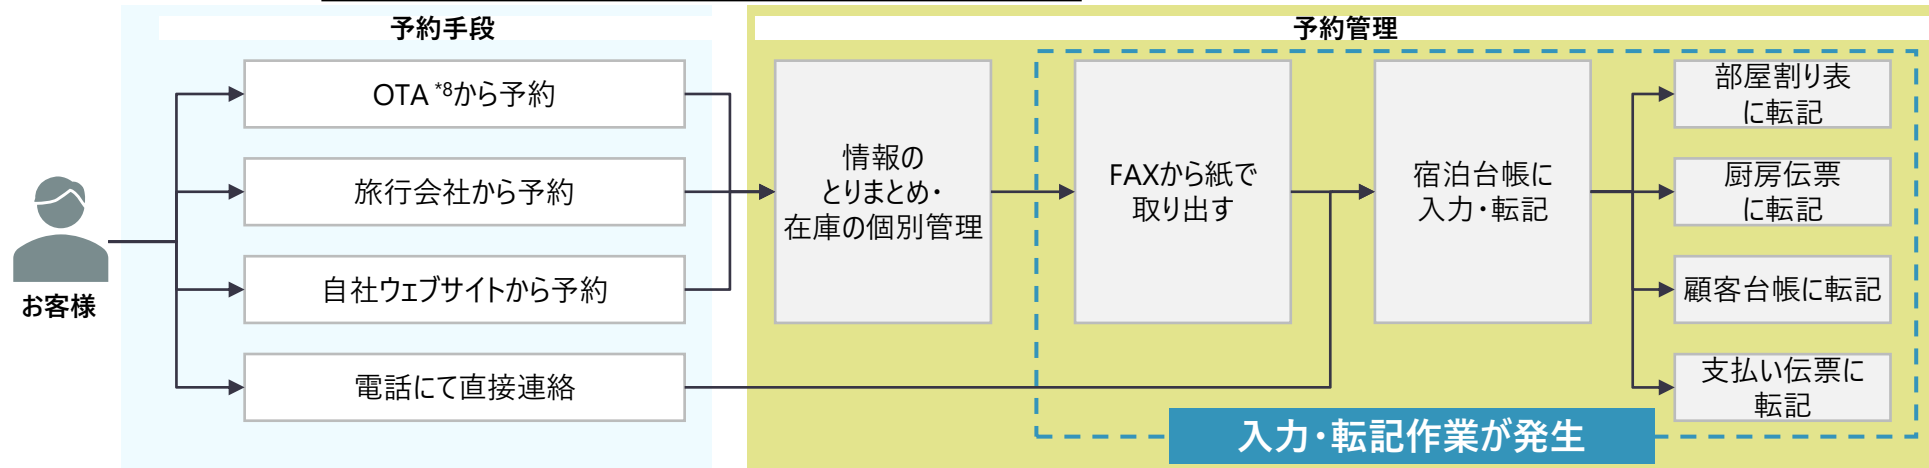 予約手段
予約管理
お客様
OTA *8から予約
旅行会社から予約
自社ウェブサイトから予約
電話にて直接連絡
情報の
とりまとめ・
在庫の個別管理
FAXから紙で
取り出す
宿泊台帳に
入力・転記
部屋割り表
に転記
厨房伝票
に転記
顧客台帳に転記
支払い伝票に
転記
入力・転記作業が発生